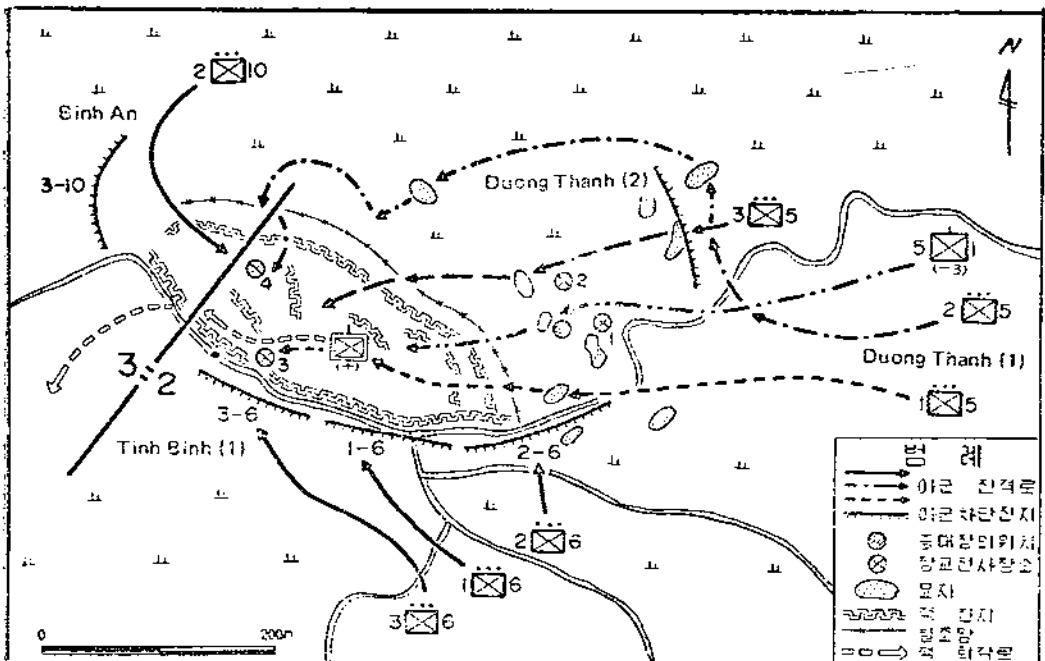 N
2 10
Binh An
3-10
Duong Thanh (2)
3 5
5 1
(-3)
2 5
Duong Thanh (1)
1 5
4
2
1
3
(+)
3
2
3-6
1-6
2-6
Tinh Binh (1)
2 6
1 6
3 6
0 200m
범 례
아군 진격로
아군차단진지
중대장의위치
장교전사장소
묘지
적 진지
철조망
적 퇴각로